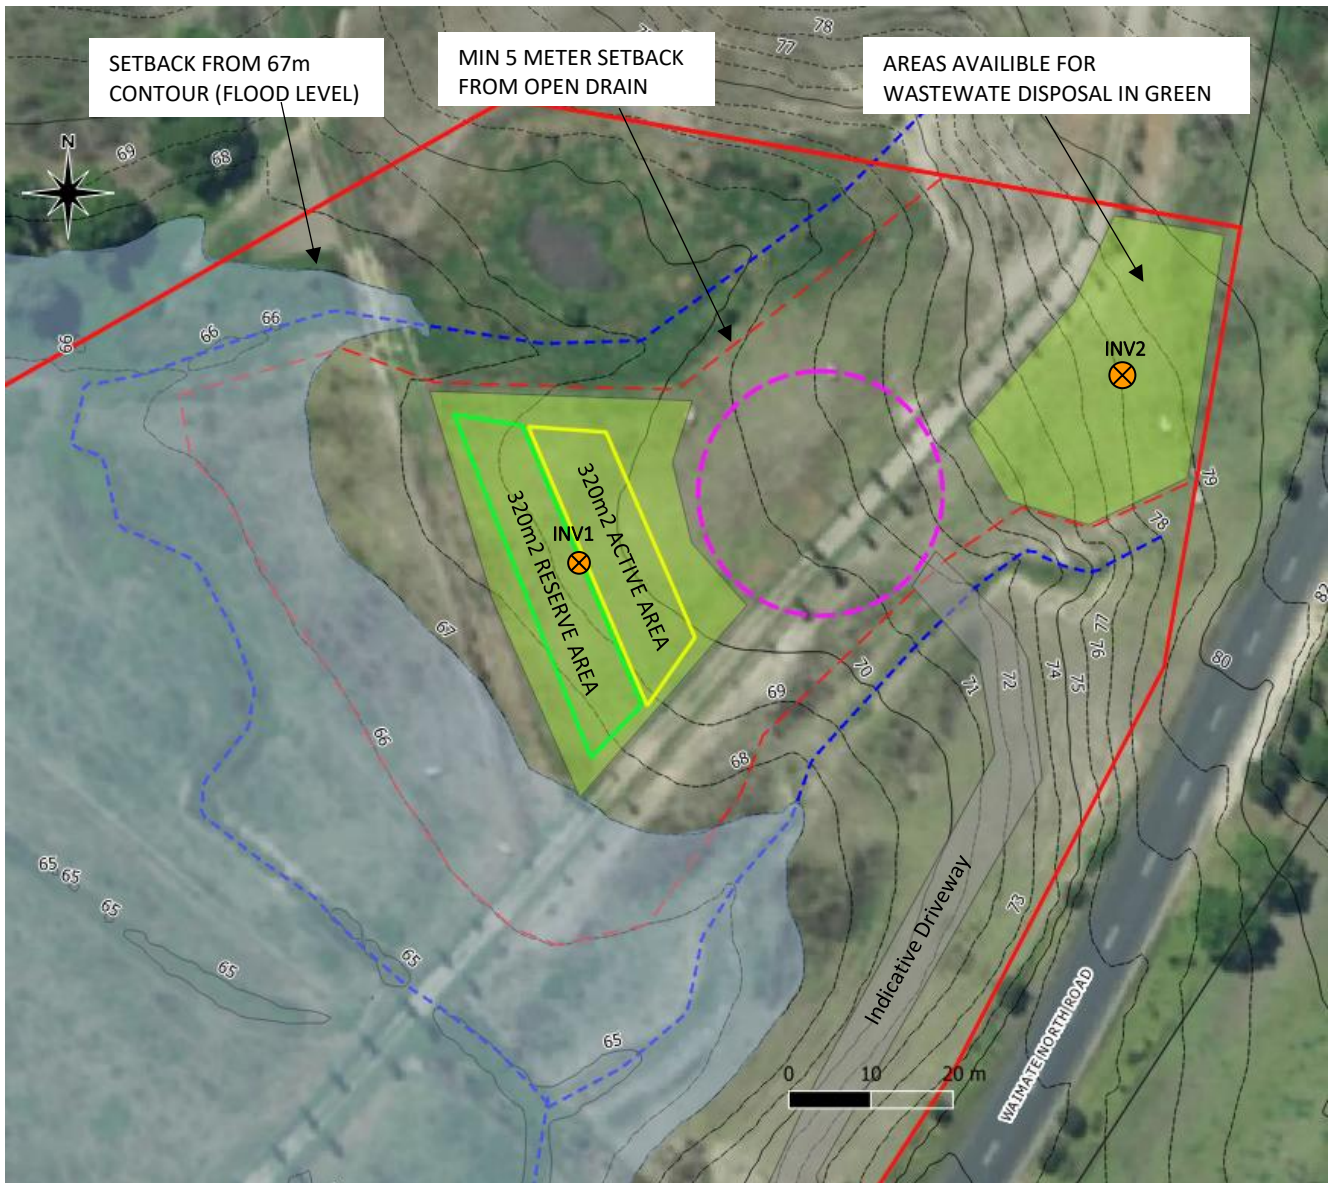 78
77
SETBACK FROM 67m
CONTOUR (FLOOD LEVEL)
MIN 5 METER SETBACK
FROM OPEN DRAIN
AREAS AVAILIBLE FOR
WASTEWATE DISPOSAL IN GREEN
N
69
68
66
66
66
INV2
79
78
320m2 ACTIVE AREA
320m2 RESERVE AREA
INV1
67
82
80
77
76
75
74
72
71
70
69
68
66
65
65
65
65
65
65
73
Indicative Driveway
WAIMATE NORTH ROAD
0 10 20 m